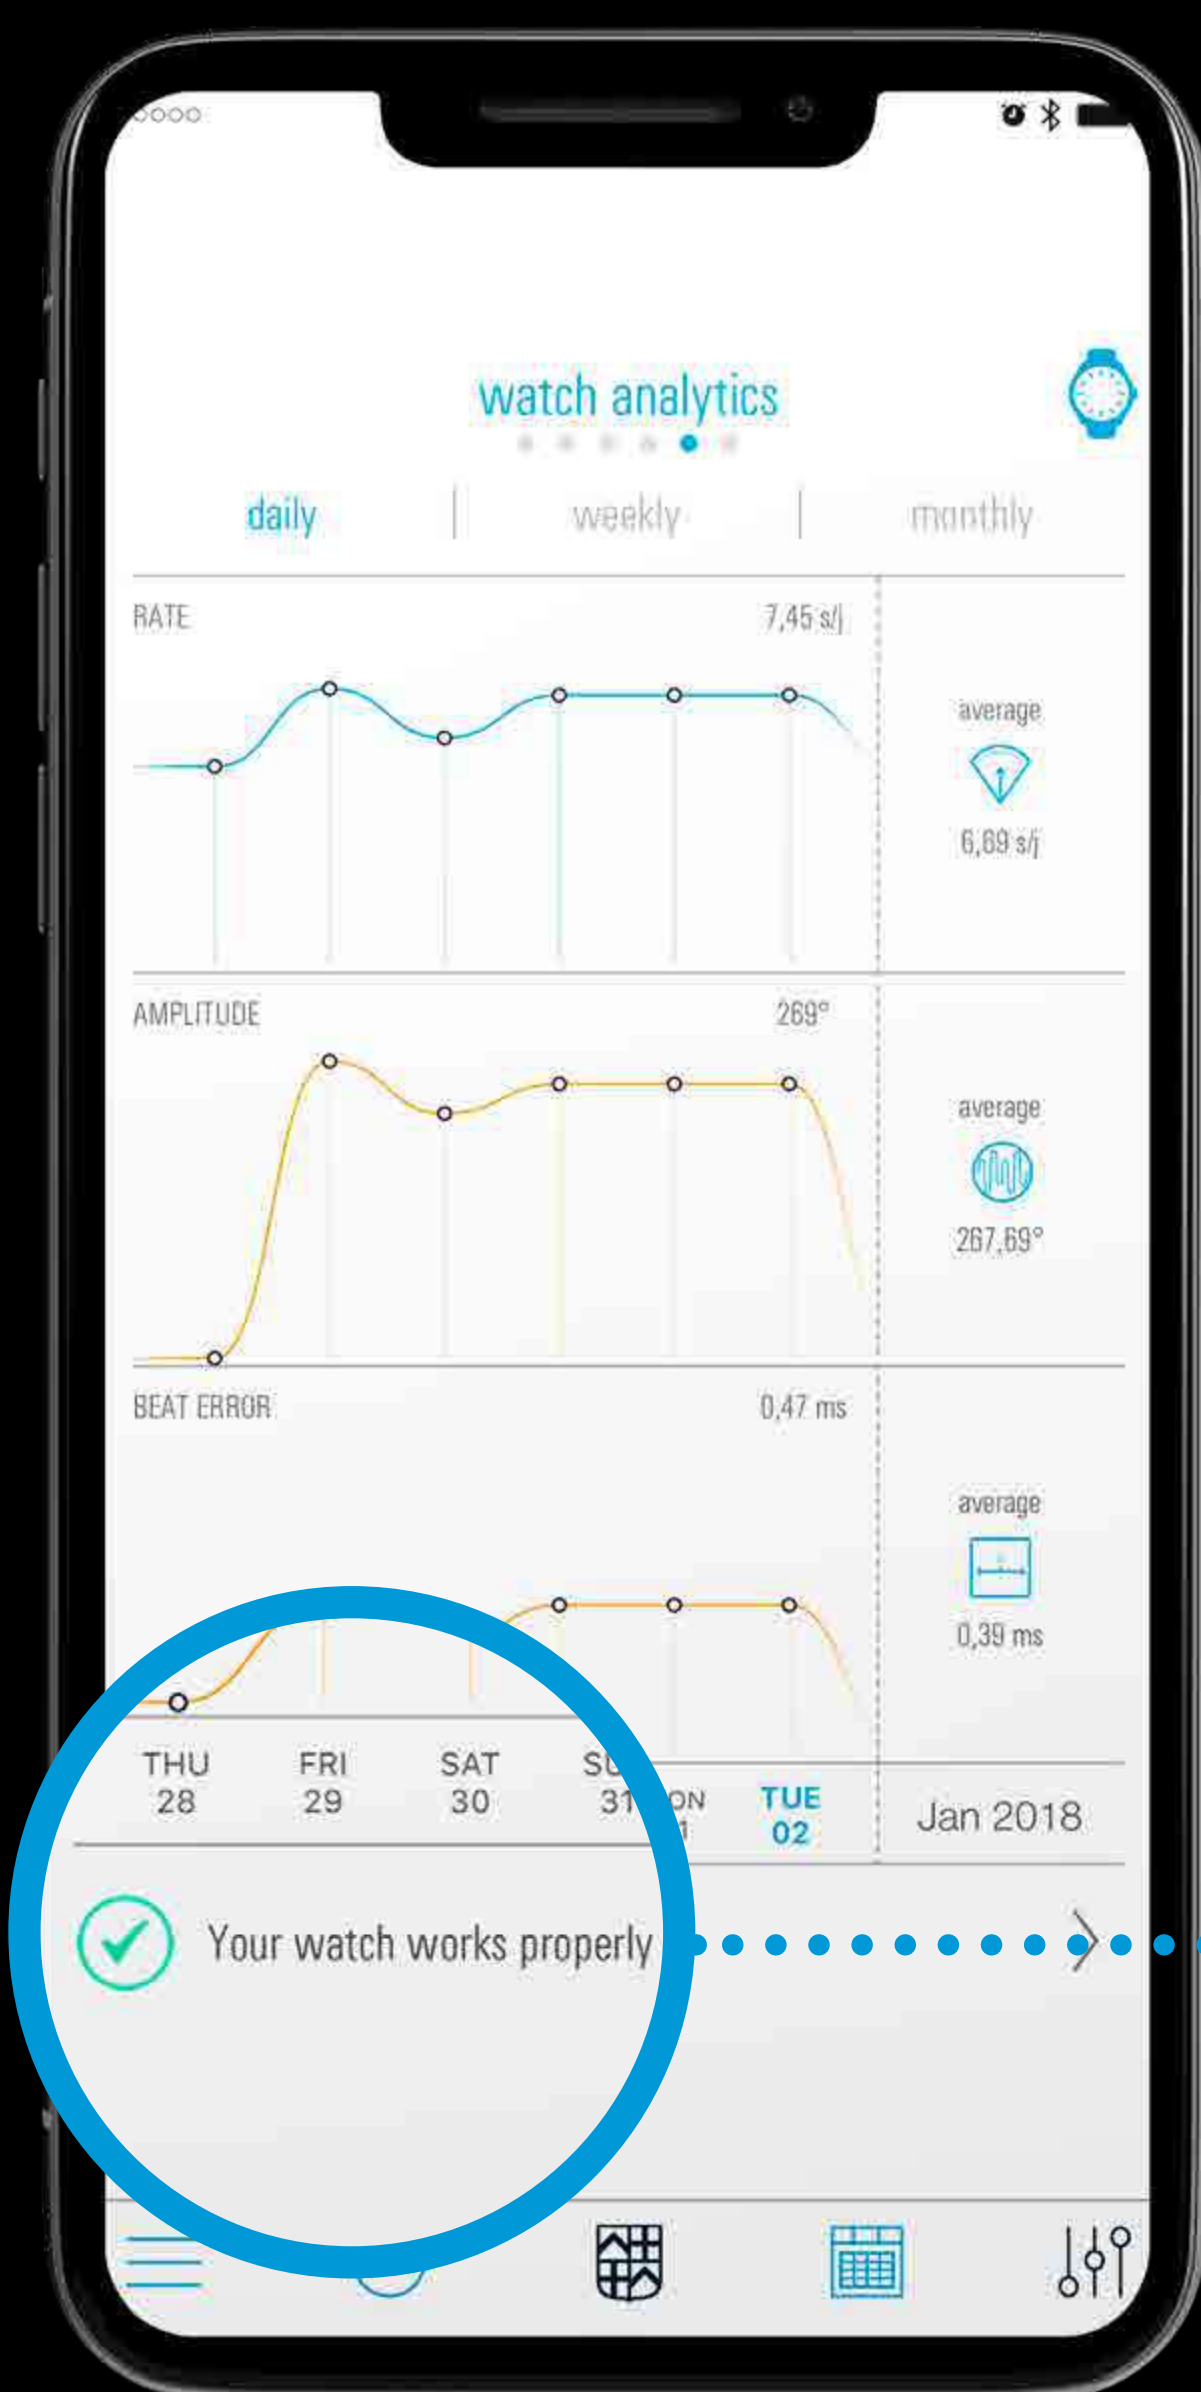 watch analytics
daily weekly monthly
RATE 7,45 s/j
average
6,69 s/j
AMPLITUDE 269°
average
267,69°
BEAT ERROR 0,47 ms
average
0,39 ms
THU FRI SAT TUE
28 29 30 31 02 Jan 2018
Your watch works properly